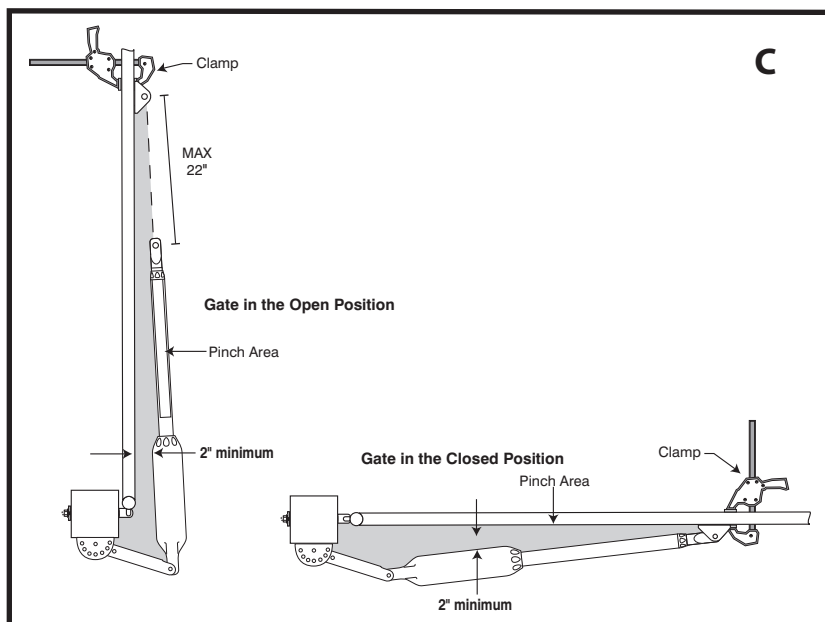 C
Clamp
MAX
22"
Gate in the Open Position
Pinch Area
2" minimum
Gate in the Closed Position
Pinch Area
Clamp
2" minimum